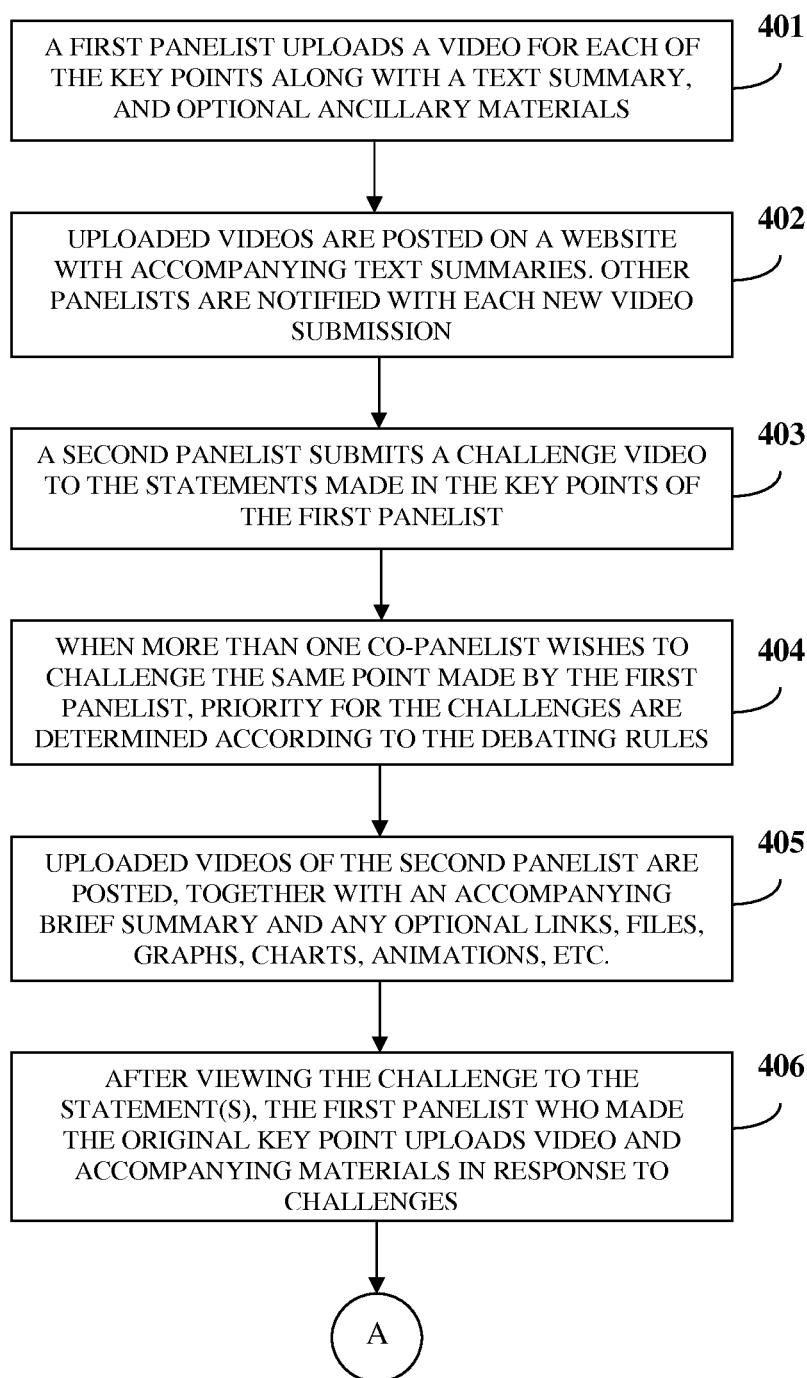 401
A FIRST PANELIST UPLOADS A VIDEO FOR EACH OF
THE KEY POINTS ALONG WITH A TEXT SUMMARY,
AND OPTIONAL ANCILLARY MATERIALS
402
UPLOADED VIDEOS ARE POSTED ON A WEBSITE
WITH ACCOMPANYING TEXT SUMMARIES. OTHER
PANELISTS ARE NOTIFIED WITH EACH NEW VIDEO
SUBMISSION
403
A SECOND PANELIST SUBMITS A CHALLENGE VIDEO
TO THE STATEMENTS MADE IN THE KEY POINTS OF
THE FIRST PANELIST
404
WHEN MORE THAN ONE CO-PANELIST WISHES TO
CHALLENGE THE SAME POINT MADE BY THE FIRST
PANELIST, PRIORITY FOR THE CHALLENGES ARE
DETERMINED ACCORDING TO THE DEBATING RULES
405
UPLOADED VIDEOS OF THE SECOND PANELIST ARE
POSTED, TOGETHER WITH AN ACCOMPANYING
BRIEF SUMMARY AND ANY OPTIONAL LINKS, FILES,
GRAPHS, CHARTS, ANIMATIONS, ETC.
406
AFTER VIEWING THE CHALLENGE TO THE
STATEMENT(S), THE FIRST PANELIST WHO MADE
THE ORIGINAL KEY POINT UPLOADS VIDEO AND
ACCOMPANYING MATERIALS IN RESPONSE TO
CHALLENGES
A